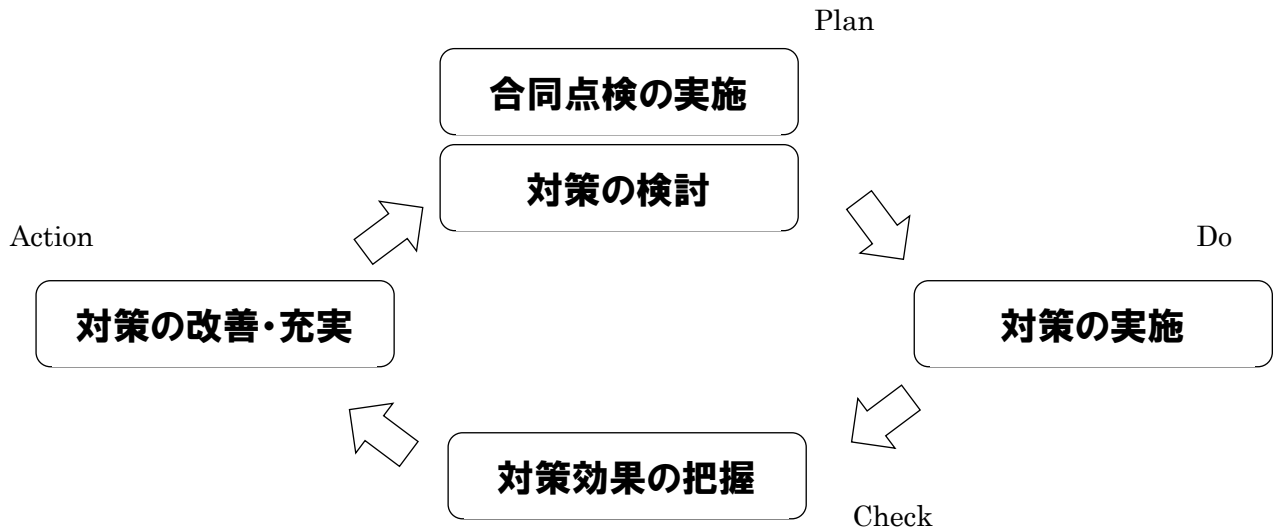 Plan
合同点検の実施
対策の検討
Action
Do
対策の改善・充実
対策の実施
対策効果の把握
Check